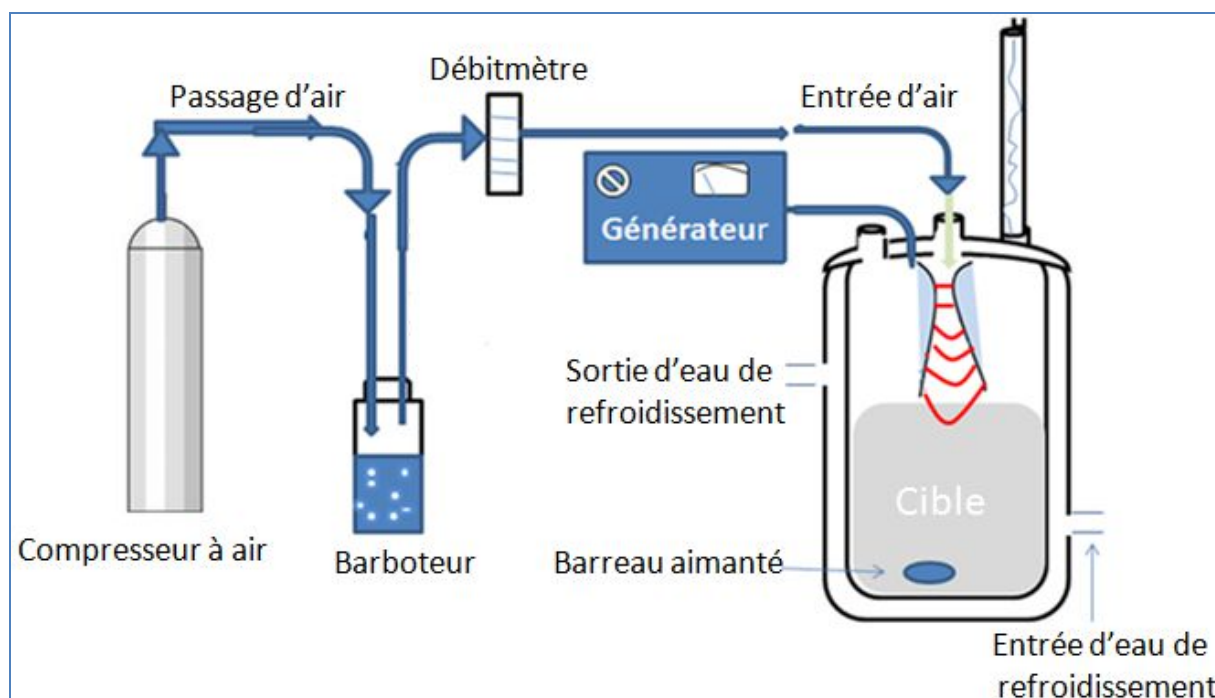 Débitmètre
Passage d'air
Entrée d'air
Générateur
Sortie d'eau de
refroidissement
Cible
Compresseur à air
Barboteur
Barreau aimanté
Entrée d'eau de
refroidissement